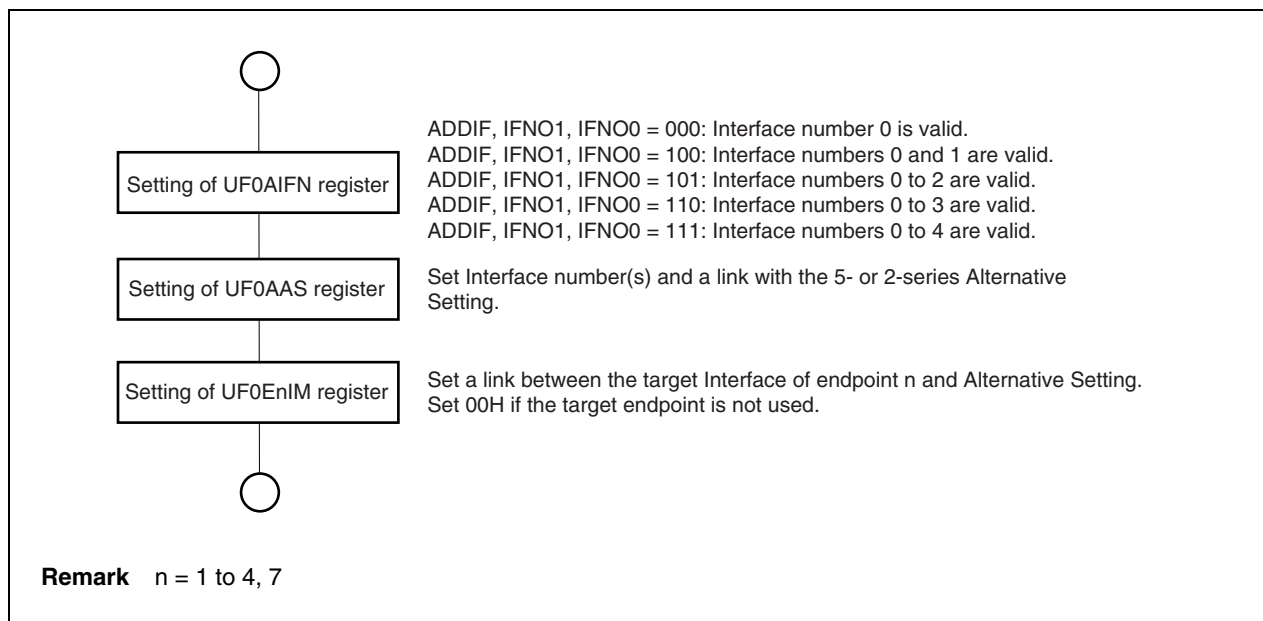 Setting of UF0AIFN register
ADDIF, IFNO1, IFNO0 = 000: Interface number 0 is valid.
ADDIF, IFNO1, IFNO0 = 100: Interface numbers 0 and 1 are valid.
ADDIF, IFNO1, IFNO0 = 101: Interface numbers 0 to 2 are valid.
ADDIF, IFNO1, IFNO0 = 110: Interface numbers 0 to 3 are valid.
ADDIF, IFNO1, IFNO0 = 111: Interface numbers 0 to 4 are valid.
Setting of UF0AAS register
Set Interface number(s) and a link with the 5- or 2-series Alternative
Setting.
Setting of UF0EnIM register
Set a link between the target Interface of endpoint n and Alternative Setting.
Set 00H if the target endpoint is not used.
Remark n = 1 to 4, 7